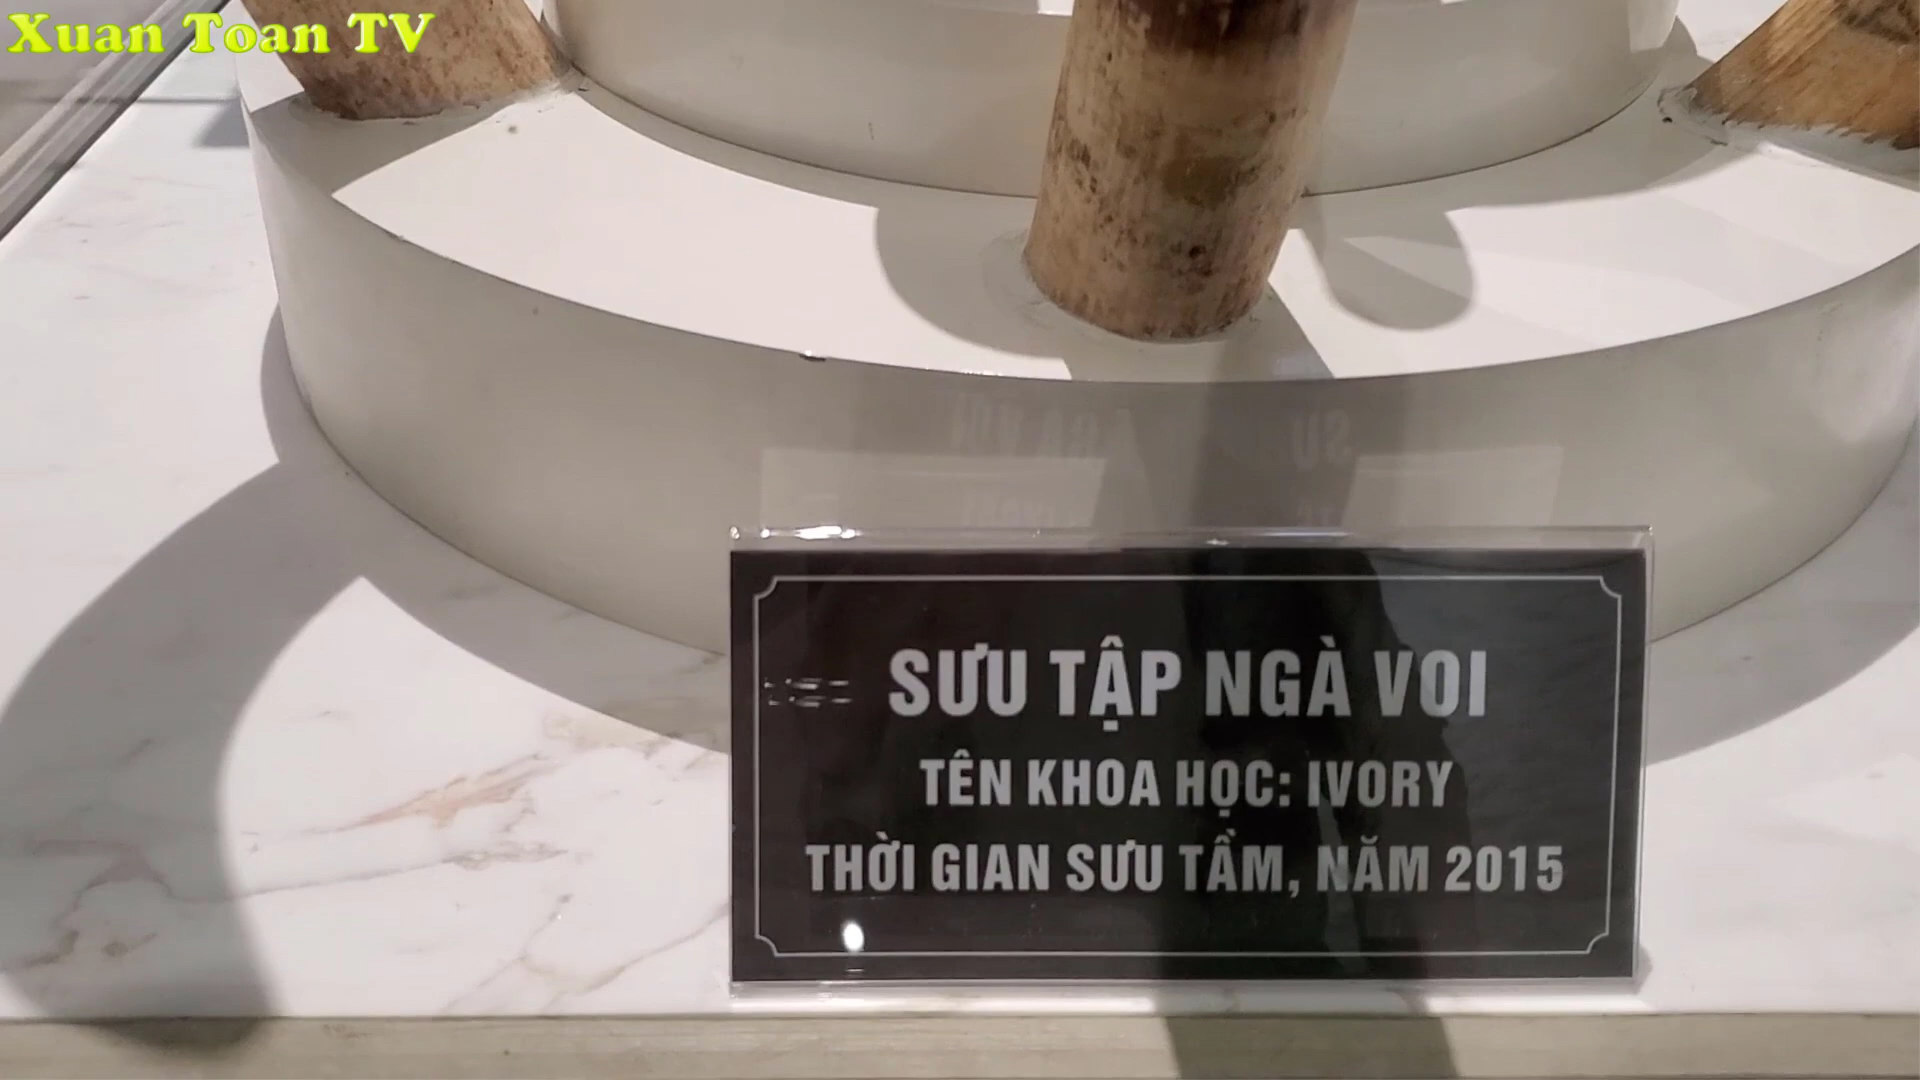 Xuan Toan TV
SƯU TẬP NGÀ VOI
TÊN KHOA HỌC: IVORY
THỜI GIAN SƯU TẦM, NĂM 2015